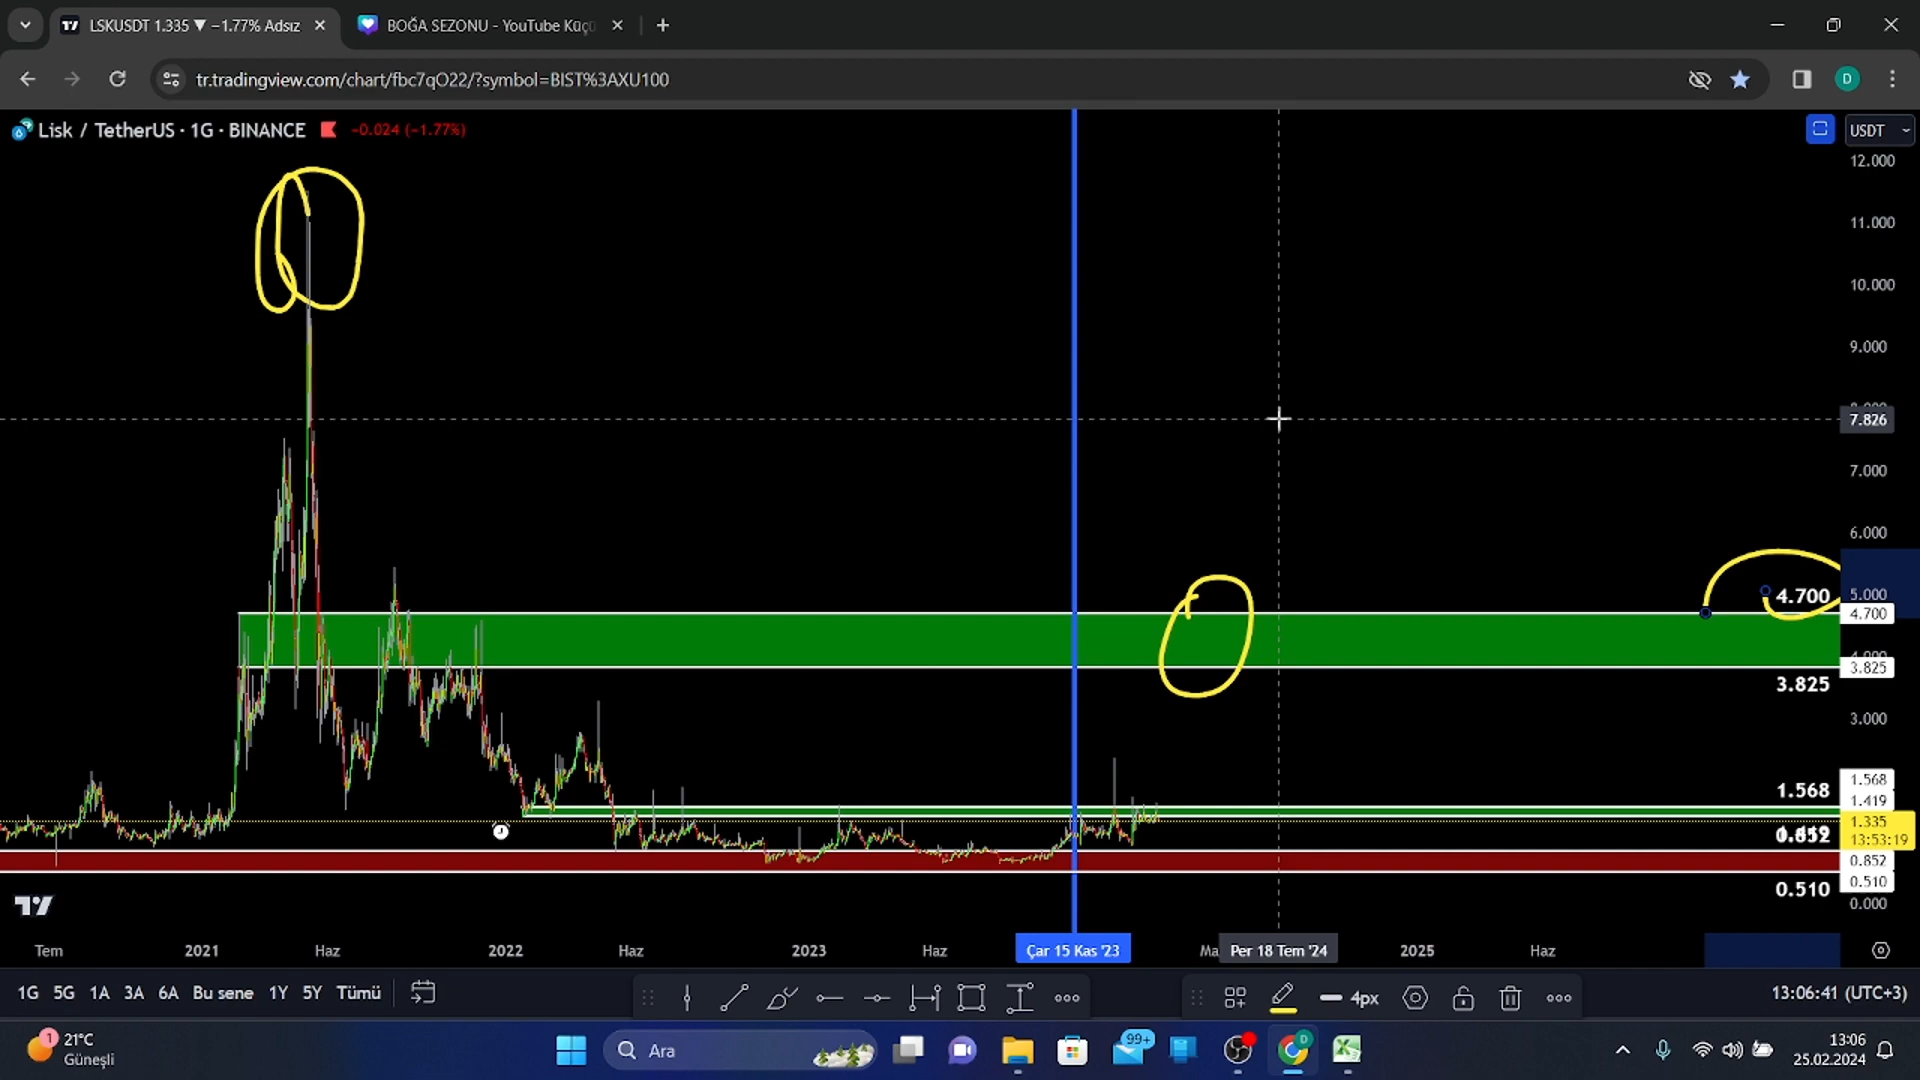 LSKUSDT 1.335 ▼ −1.77% Adsız
BOĞA SEZONU - YouTube Küçü
tr.tradingview.com/chart/fbc7qO22/?symbol=BIST%3AXU100
D
Lisk / TetherUS · 1G · BINANCE −0.024 (−1.77%)
USDT
12.000
11.000
10.000
9.000
7.826
7.000
6.000
5.000
4.700
4.700
3.825
3.825
3.000
1.568
1.568
1.419
1.335
13:53:19
0.852
0.510
0.510
0.000
Tem 2021 Haz 2022 Haz 2023 Haz Çar 15 Kas '23 Ma Per 18 Tem '24 2025 Haz
1G 5G 1A 3A 6A Bu sene 1Y 5Y Tümü
4px
13:06:41 (UTC+3)
1
21°C
Güneşli
Ara
99+
D
13:06
25.02.2024